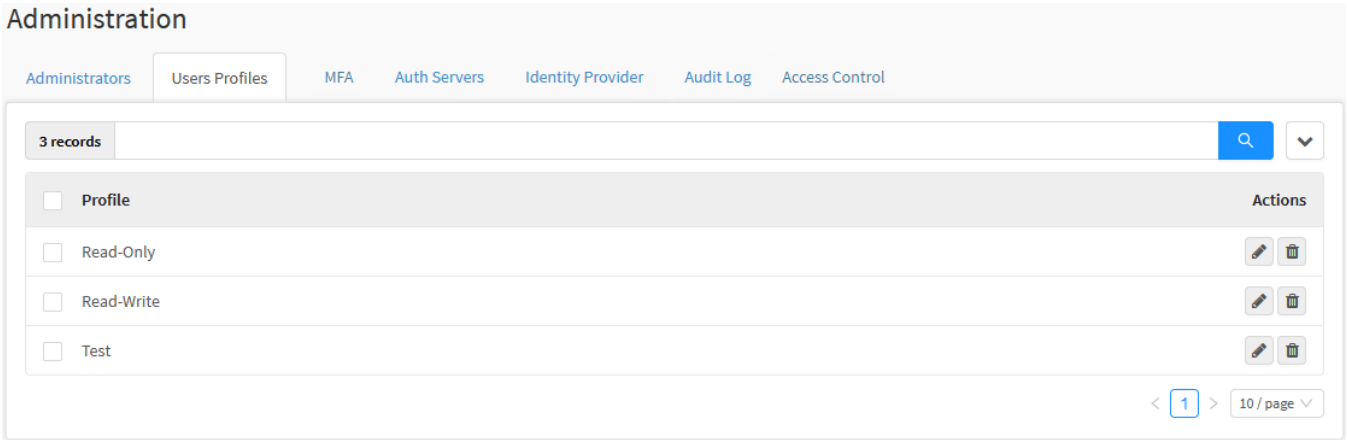 Administration
Administrators Users Profiles MFA Auth Servers Identity Provider Audit Log Access Control
3 records
Profile Actions
Read-Only
Read-Write
Test
1 10 / page